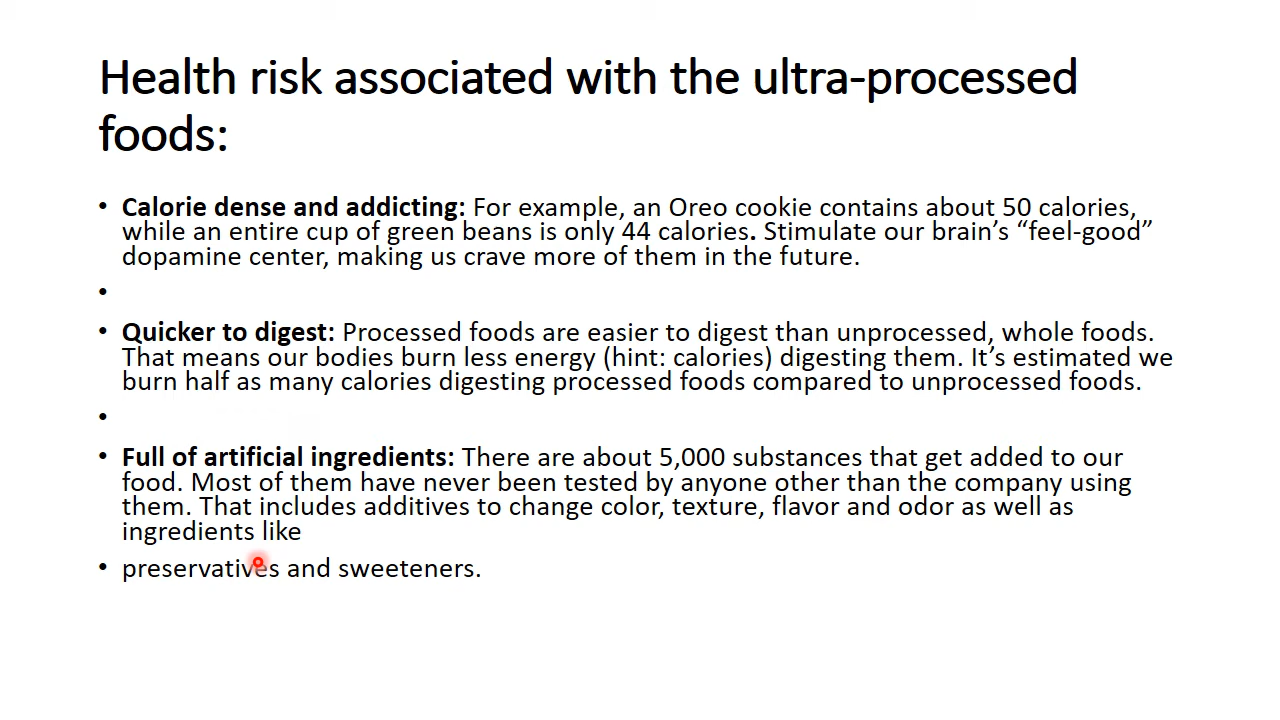 Health risk associated with the ultra-processed
foods:
• Calorie dense and addicting: For example, an Oreo cookie contains about 50 calories,
while an entire cup of green beans is only 44 calories. Stimulate our brain’s “feel-good”
dopamine center, making us crave more of them in the future.
•
• Quicker to digest: Processed foods are easier to digest than unprocessed, whole foods.
That means our bodies burn less energy (hint: calories) digesting them. It’s estimated we
burn half as many calories digesting processed foods compared to unprocessed foods.
•
• Full of artificial ingredients: There are about 5,000 substances that get added to our
food. Most of them have never been tested by anyone other than the company using
them. That includes additives to change color, texture, flavor and odor as well as
ingredients like
• preservatives and sweeteners.